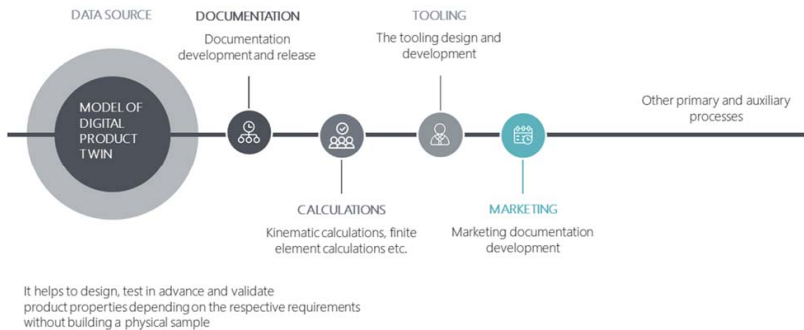 DATA SOURCE
MODEL OF
DIGITAL
PRODUCT
TWIN
DOCUMENTATION
Documentation
development and release
CALCULATIONS
Kinematic calculations, finite
element calculations etc.
TOOLING
The tooling design and
development
MARKETING
Marketing documentation
development
Other primary and auxiliary
processes
It helps to design, test in advance and validate
product properties depending on the respective requirements
without building a physical sample